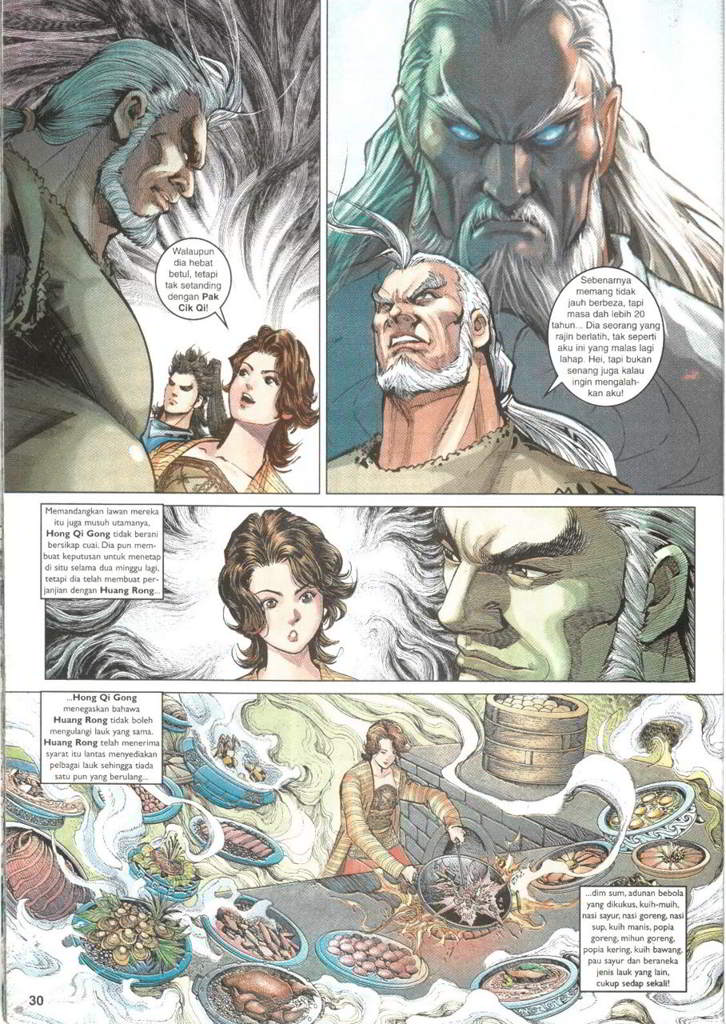 Walaupun
dia hebat
betul, tetapi
tak setanding
dengan Pak
Cik Qi!
Sebenarnya
memang tidak
jauh berbeza, tapi
masa dah lebih 20
tahun... Dia seorang yang
rajin berlatih, tak seperti
aku ini yang malas lagi
lahap. Hei, tapi bukan
senang juga kalau
ingin mengalah-
kan aku!
Memandangkan lawan mereka
itu juga musuh utamanya,
Hong Qi Gong tidak berani
bersikap cuai. Dia pun mem-
buat keputusan untuk menetap
di situ selama dua minggu lagi,
tetapi dia telah membuat per-
janjian dengan Huang Rong...
...Hong Qi Gong
menegaskan bahawa
Huang Rong tidak boleh
mengulangi lauk yang sama.
Huang Rong telah menerima
syarat itu lantas menyediakan
pelbagai lauk sehingga tiada
satu pun yang berulang...
...dim sum, adunan bebola
yang dikukus, kuih-muih,
nasi sayur, nasi goreng, nasi
sup, kuih manis, popia
goreng, mihun goreng,
popia kering, kuih bawang,
pau sayur dan beraneka
jenis lauk yang lain,
cukup sedap sekali!
30